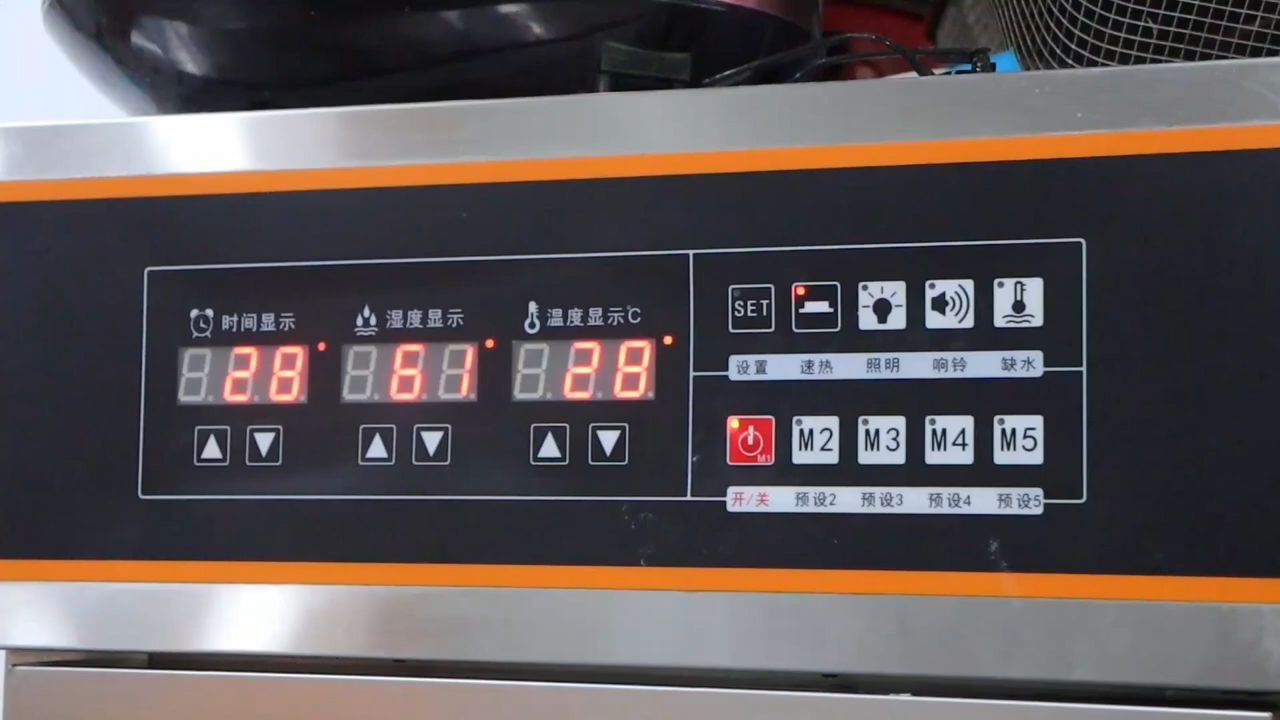 时间显示
湿度显示
温度显示℃
28
61
28
SET
设置 速热 照明 响铃 缺水
M1 M2 M3 M4 M5
开/关 预设2 预设3 预设4 预设5